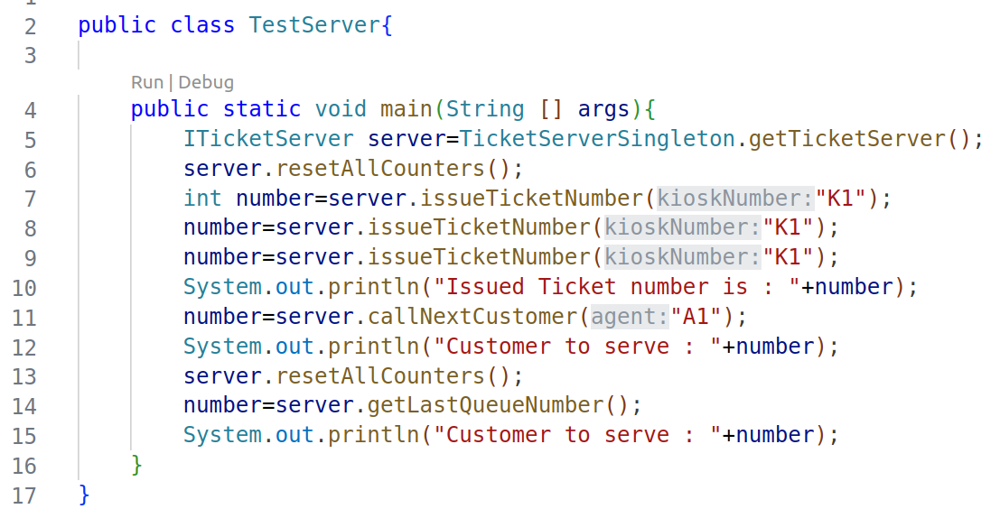 1
2 public class TestServer{
3
Run | Debug
4 public static void main(String [] args){
5 ITicketServer server=TicketServerSingleton.getTicketServer();
6 server.resetAllCounters();
7 int number=server.issueTicketNumber(kioskNumber:"K1");
8 number=server.issueTicketNumber(kioskNumber:"K1");
9 number=server.issueTicketNumber(kioskNumber:"K1");
10 System.out.println("Issued Ticket number is : "+number);
11 number=server.callNextCustomer(agent:"A1");
12 System.out.println("Customer to serve : "+number);
13 server.resetAllCounters();
14 number=server.getLastQueueNumber();
15 System.out.println("Customer to serve : "+number);
16 }
17 }